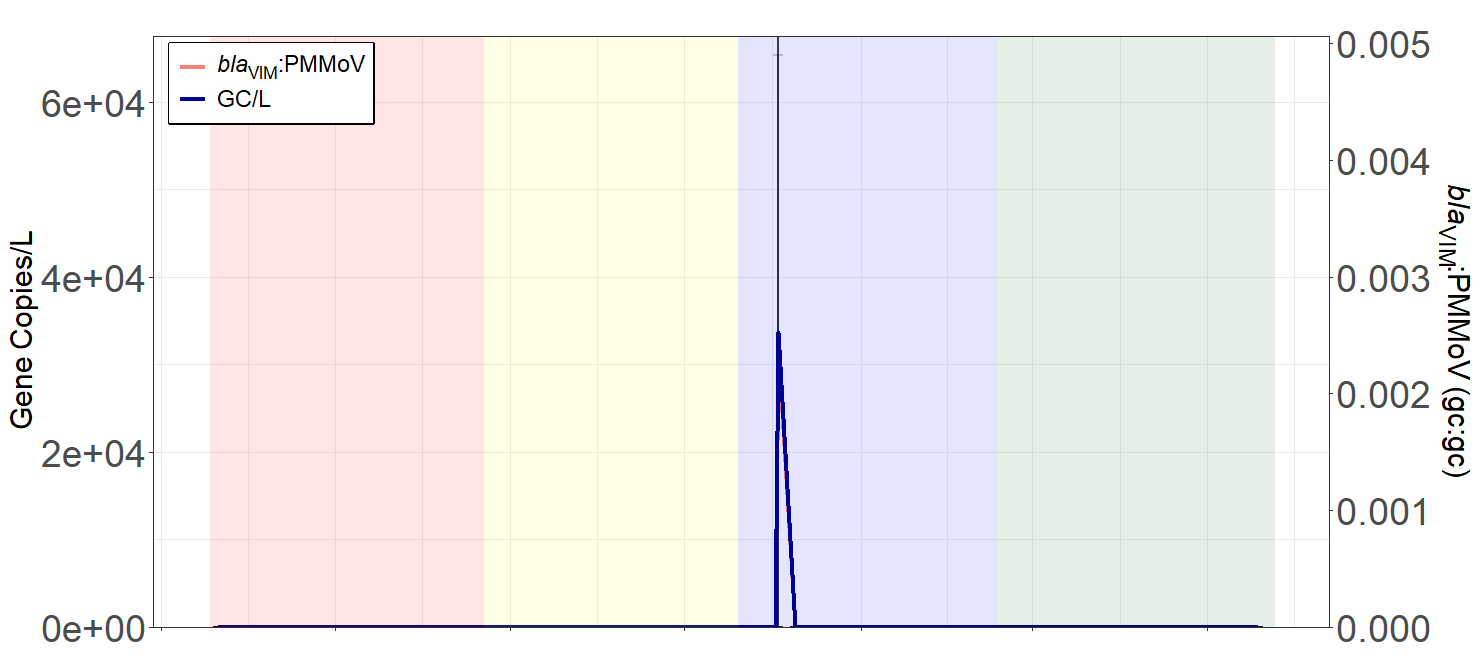 blaVIM:PMMoV
GC/L
Gene Copies/L
6e+04
4e+04
2e+04
0e+00
0.005
0.004
0.003
0.002
0.001
0.000
blaVIM:PMMoV (gc:gc)